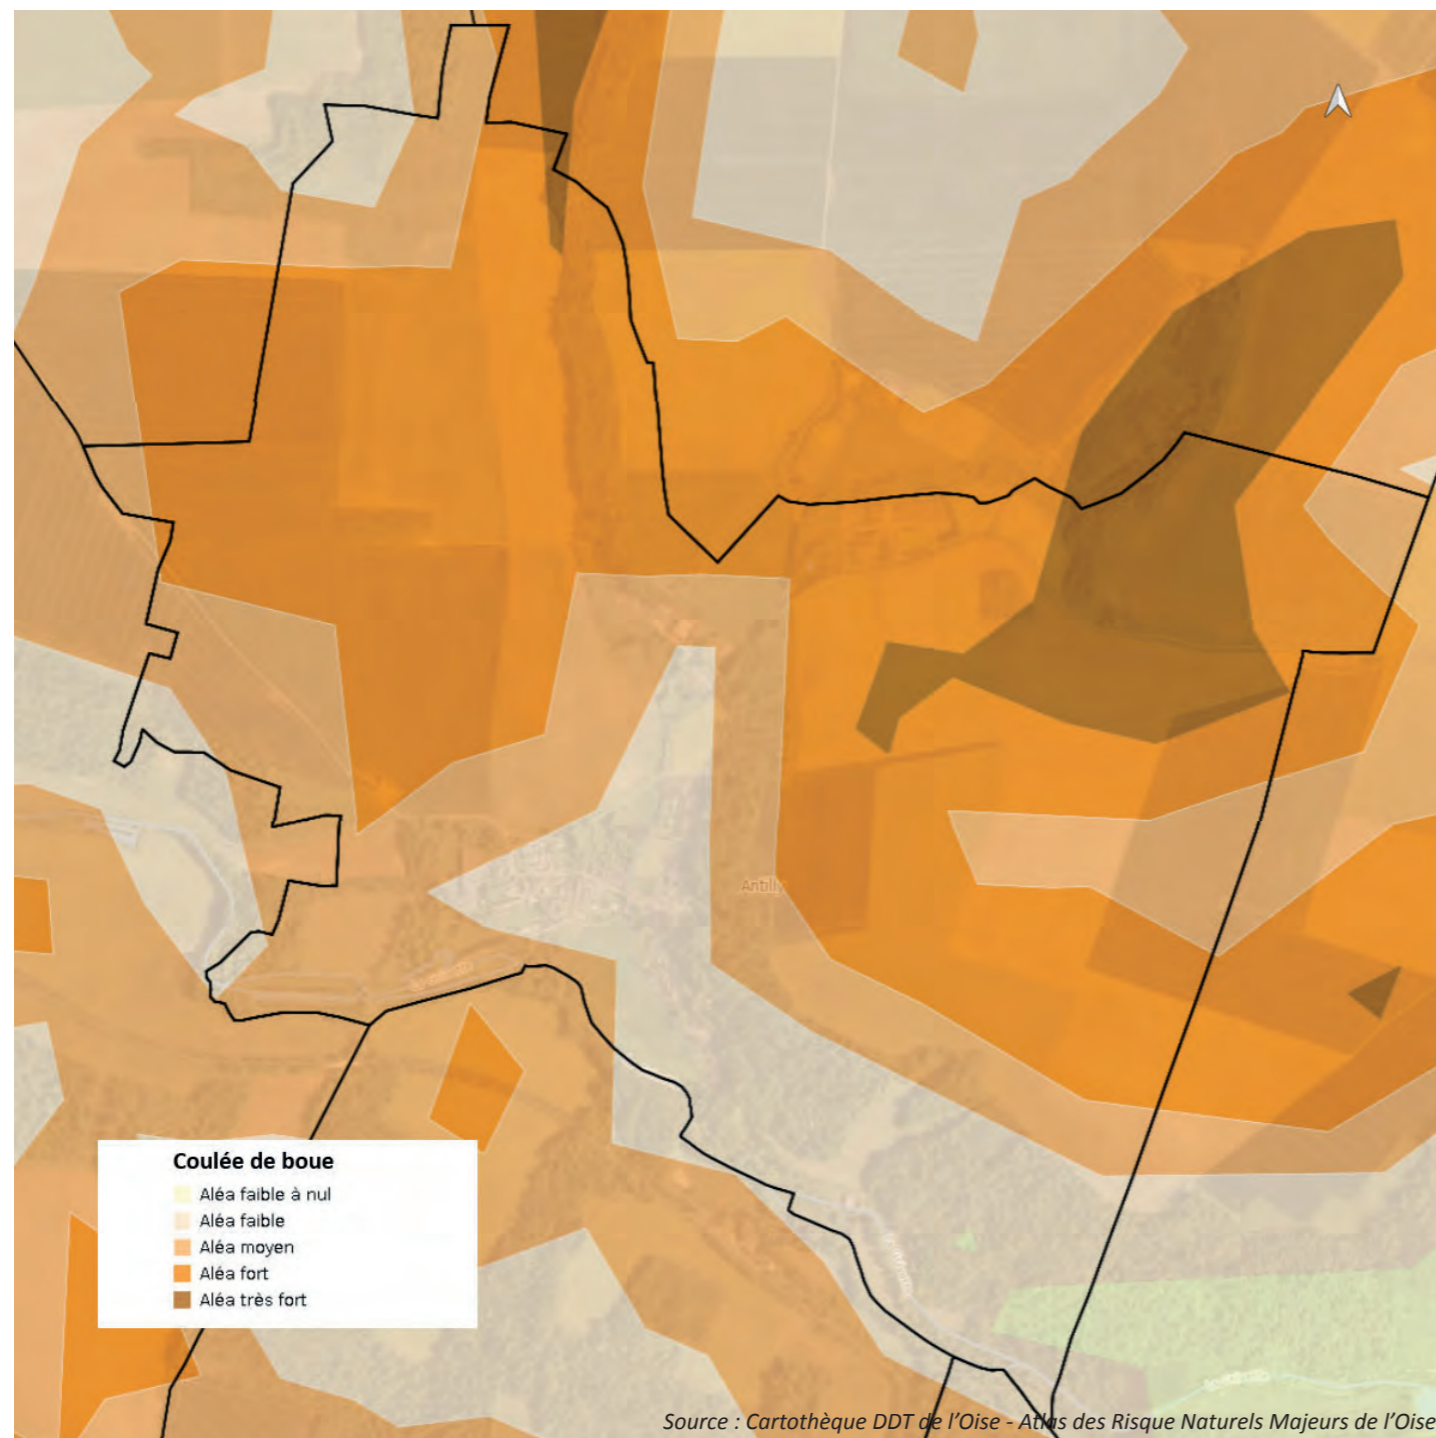 Antilly
Coulée de boue
Aléa faible à nul
Aléa faible
Aléa moyen
Aléa fort
Aléa très fort
Source : Cartothèque DDT de l'Oise - Atlas des Risque Naturels Majeurs de l'Oise